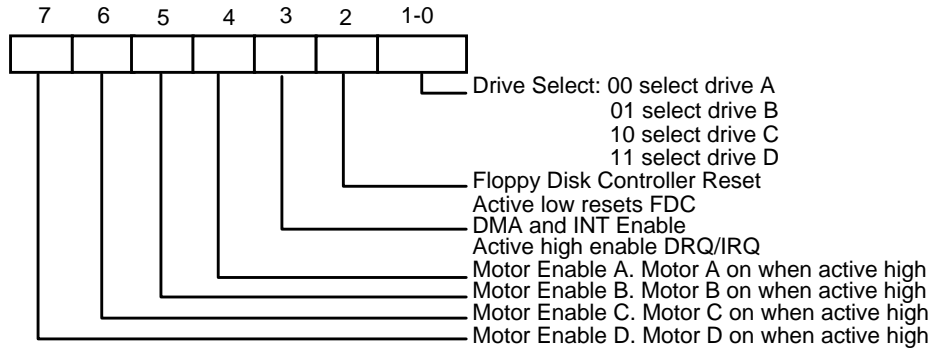 7 6 5 4 3 2 1-0
Drive Select: 00 select drive A
01 select drive B
10 select drive C
11 select drive D
Floppy Disk Controller Reset
Active low resets FDC
DMA and INT Enable
Active high enable DRQ/IRQ
Motor Enable A. Motor A on when active high
Motor Enable B. Motor B on when active high
Motor Enable C. Motor C on when active high
Motor Enable D. Motor D on when active high